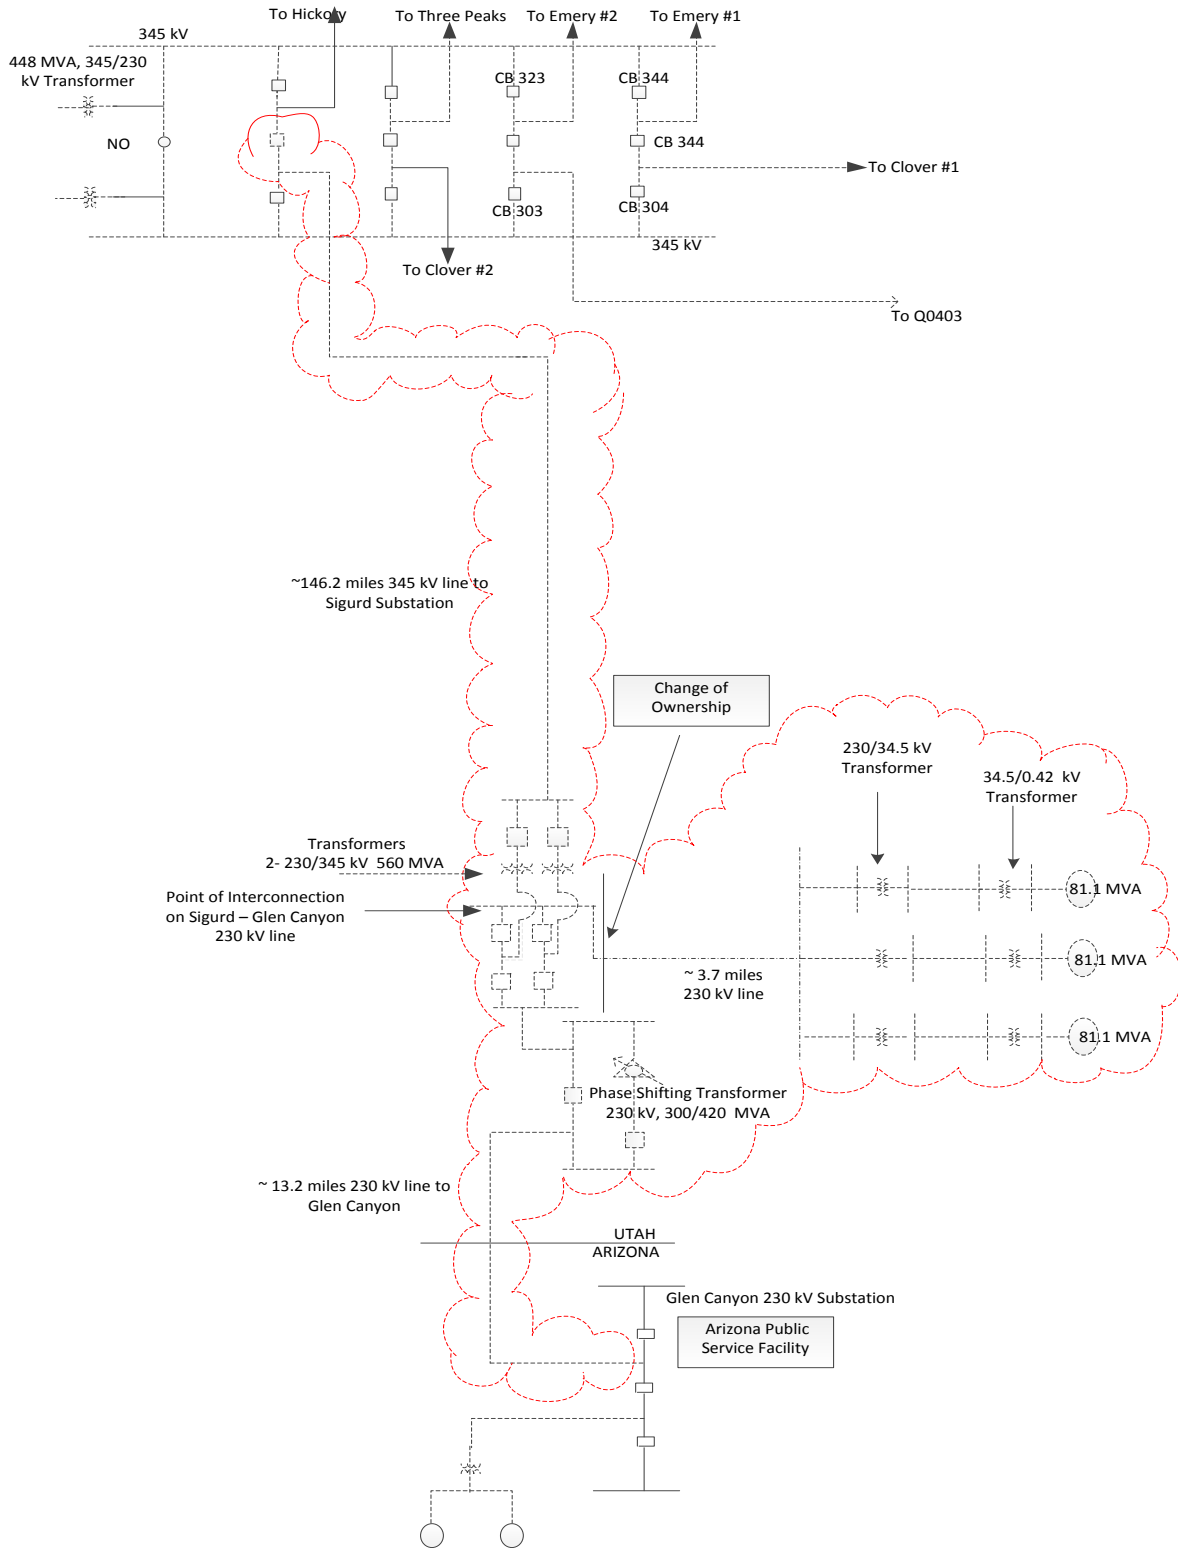 To Hickory
To Three Peaks
To Emery #2
To Emery #1
345 kV
448 MVA, 345/230
kV Transformer
CB 323
CB 344
NO
CB 344
To Clover #1
CB 303
CB 304
345 kV
To Clover #2
To Q0403
~146.2 miles 345 kV line to
Sigurd Substation
Change of
Ownership
230/34.5 kV
Transformer
34.5/0.42 kV
Transformer
Transformers
2- 230/345 kV 560 MVA
81.1 MVA
Point of Interconnection
on Sigurd – Glen Canyon
230 kV line
81.1 MVA
~ 3.7 miles
230 kV line
81.1 MVA
Phase Shifting Transformer
230 kV, 300/420 MVA
~ 13.2 miles 230 kV line to
Glen Canyon
UTAH
ARIZONA
Glen Canyon 230 kV Substation
Arizona Public
Service Facility